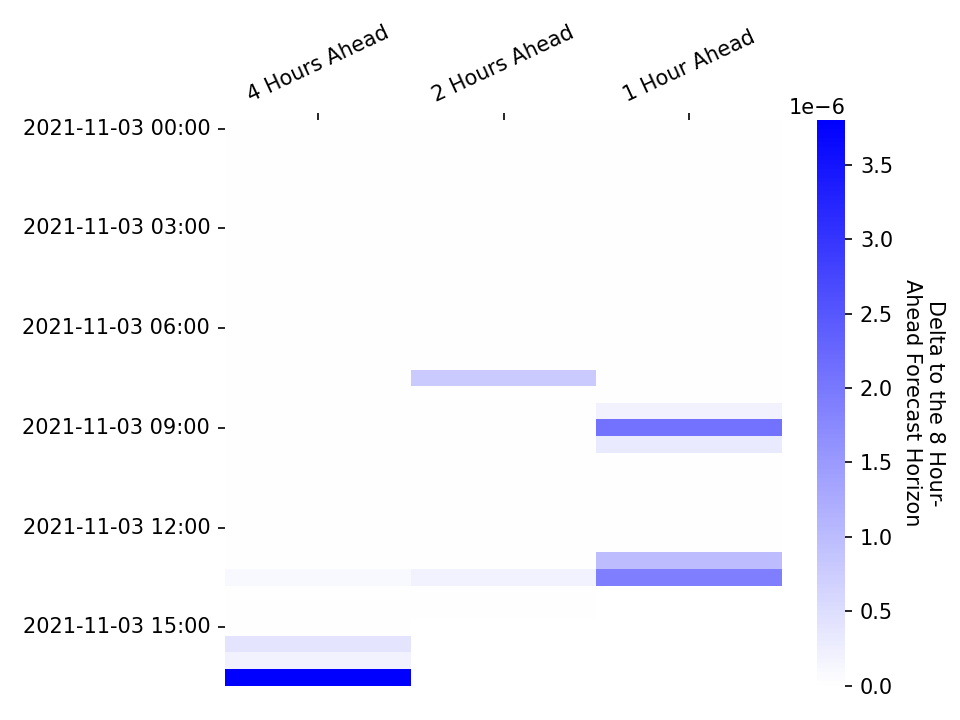 4 Hours Ahead
2 Hours Ahead
1 Hour Ahead
1e−6
2021-11-03 00:00
2021-11-03 03:00
2021-11-03 06:00
2021-11-03 09:00
2021-11-03 12:00
2021-11-03 15:00
3.5
3.0
2.5
2.0
1.5
1.0
0.5
0.0
Delta to the 8 Hour-
Ahead Forecast Horizon